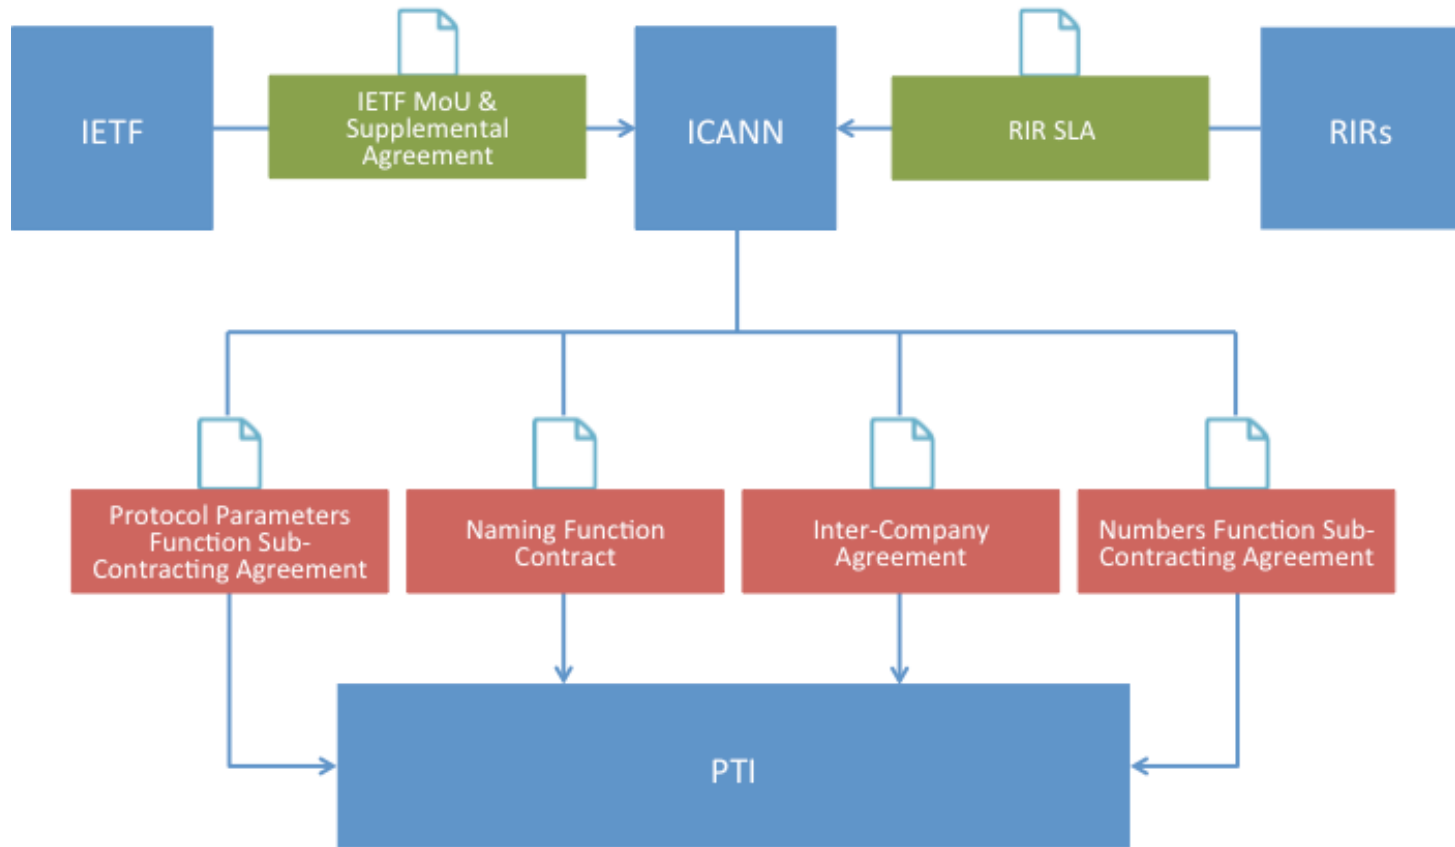 IETF
IETF MoU &
Supplemental
Agreement
ICANN
RIR SLA
RIRs
Protocol Parameters
Function Sub-
Contracting Agreement
Naming Function
Contract
Inter-Company
Agreement
Numbers Function Sub-
Contracting Agreement
PTI